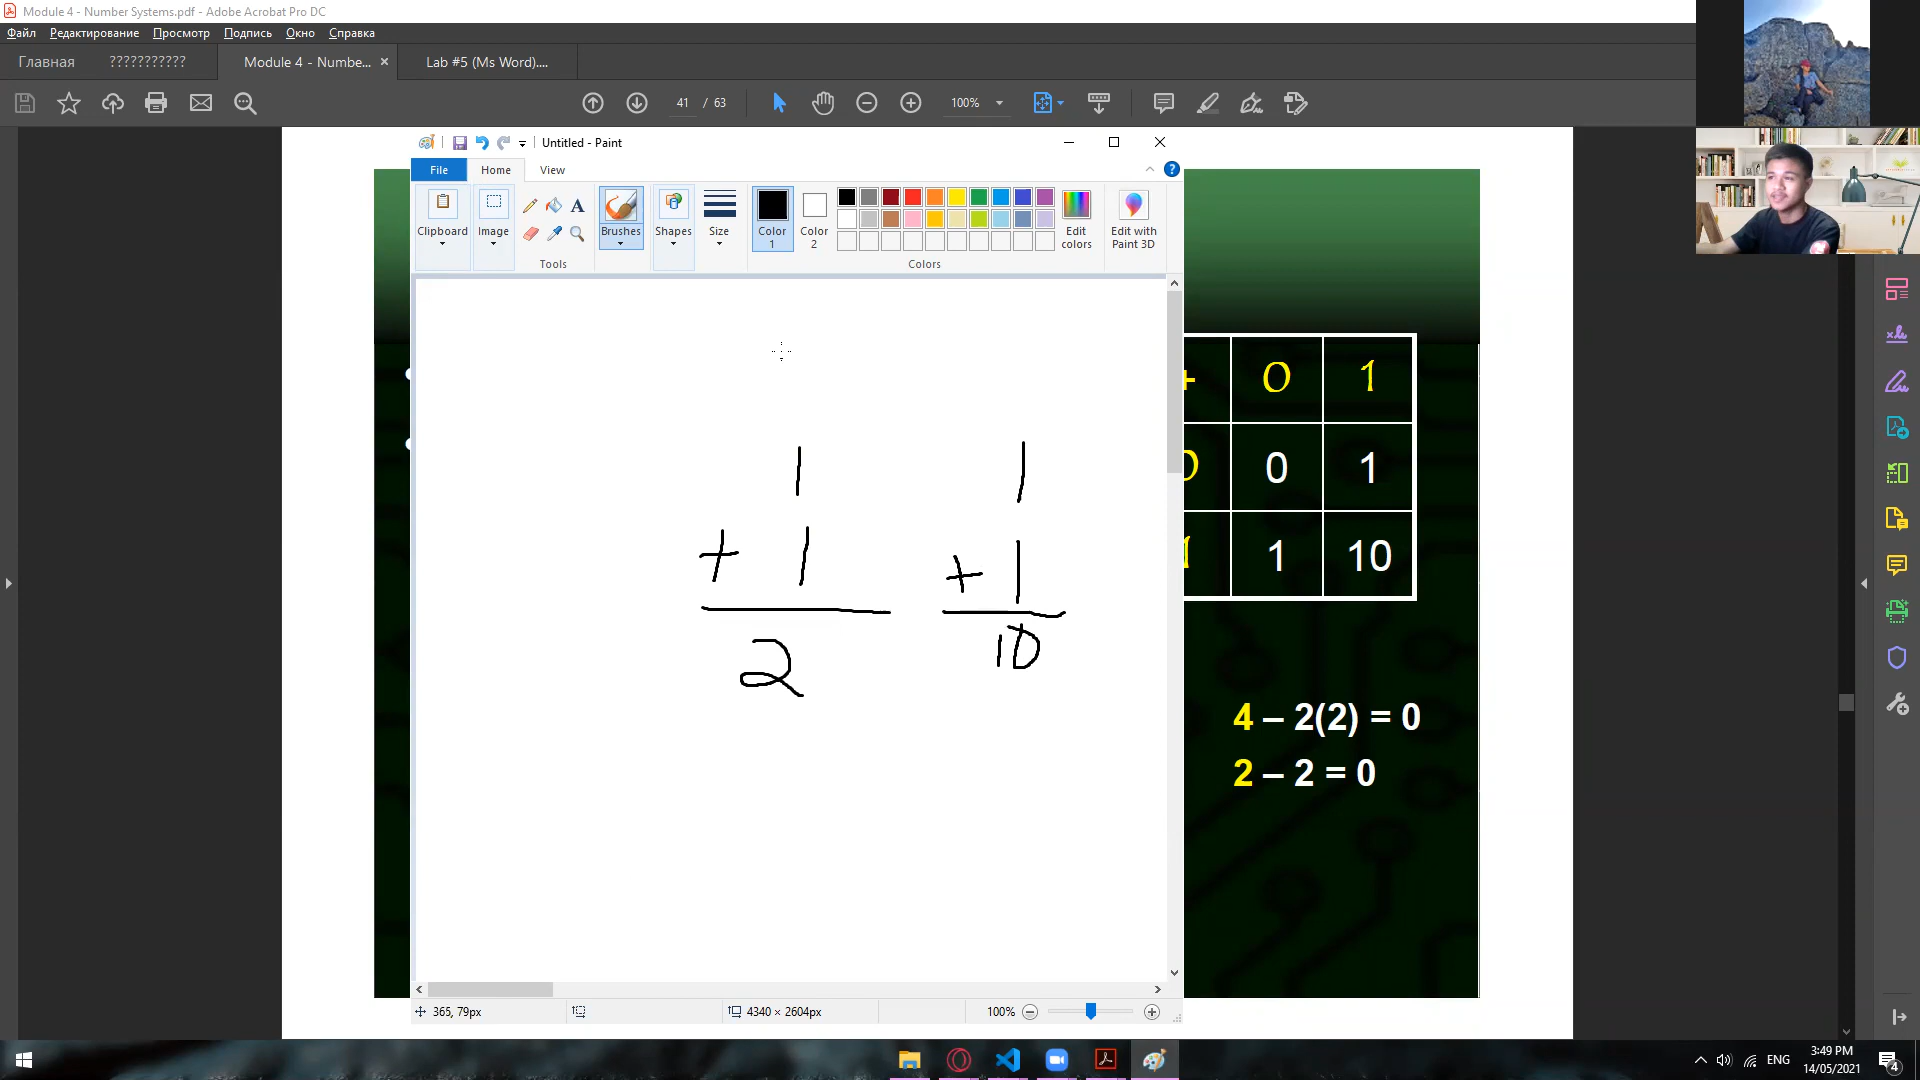 Module 4 - Number Systems.pdf - Adobe Acrobat Pro DC
Файл Редактирование Просмотр Подпись Окно Справка
Главная ??????????? Module 4 - Numbe... × Lab #5 (Ms Word)....
41 / 63 100%
Untitled - Paint
File Home View
Clipboard Image Brushes Shapes Size Color 1 Color 2 Edit colors Edit with Paint 3D
Tools Colors
1 1
+ 1 + 1
2 10
+ 0 1
0 0 1
1 1 10
4 – 2(2) = 0
2 – 2 = 0
365, 79px 4340 × 2604px 100%
ENG 3:49 PM
14/05/2021
4